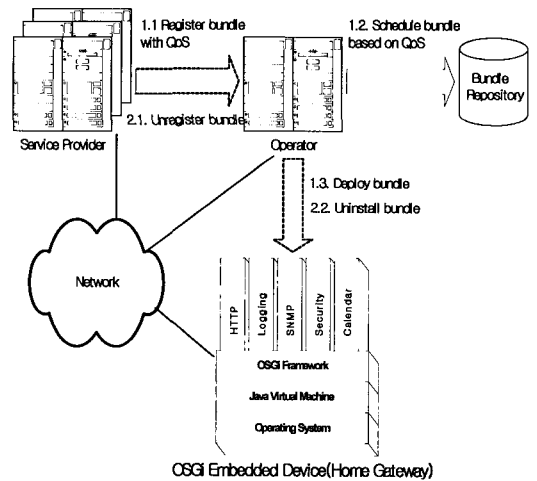 1.1 Register bundle
with QoS
1.2. Schedule bundle
based on QoS
Bundle
Repository
2.1. Unregister bundle
Service Provider
Operator
1.3. Deploy bundle
2.2. Uninstall bundle
Network
HTTP
Logging
SNMP
Security
Calendar
OSGi Framework
Java Virtual Machine
Operating System
OSGi Embedded Device(Home Gateway)